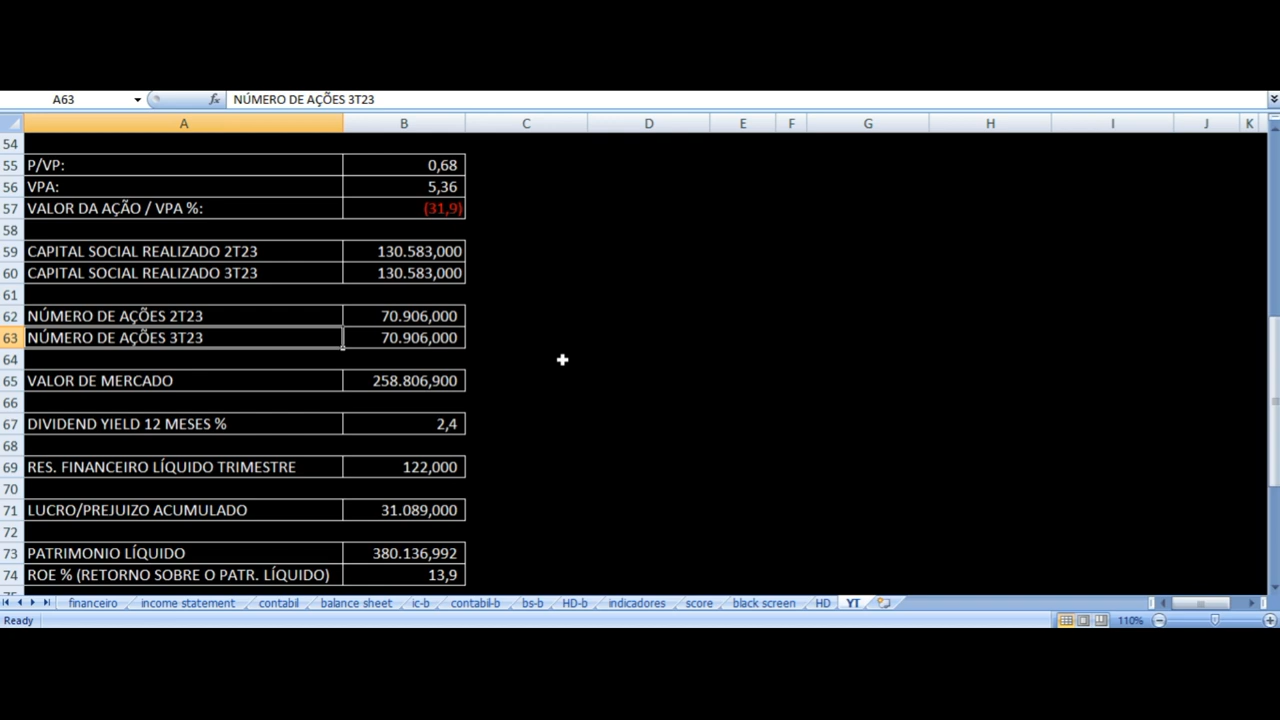 A63 fx NÚMERO DE AÇÕES 3T23
A B C D E F G H I J K
54
55 P/VP: 0,68
56 VPA: 5,36
57 VALOR DA AÇÃO / VPA %: (31,9)
58
59 CAPITAL SOCIAL REALIZADO 2T23 130.583,000
60 CAPITAL SOCIAL REALIZADO 3T23 130.583,000
61
62 NÚMERO DE AÇÕES 2T23 70.906,000
63 NÚMERO DE AÇÕES 3T23 70.906,000
64
65 VALOR DE MERCADO 258.806,900
66
67 DIVIDEND YIELD 12 MESES % 2,4
68
69 RES. FINANCEIRO LÍQUIDO TRIMESTRE 122,000
70
71 LUCRO/PREJUIZO ACUMULADO 31.089,000
72
73 PATRIMONIO LÍQUIDO 380.136,992
74 ROE % (RETORNO SOBRE O PATR. LÍQUIDO) 13,9
financeiro income statement contabil balance sheet ic-b contabil-b bs-b HD-b indicadores score black screen HD YT
Ready 110%